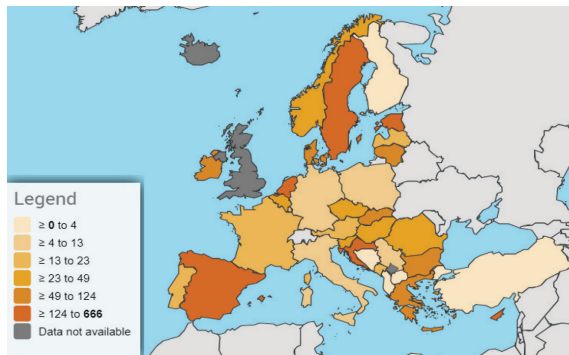 Legend
≥ 0 to 4
≥ 4 to 13
≥ 13 to 23
≥ 23 to 49
≥ 49 to 124
≥ 124 to 666
Data not available